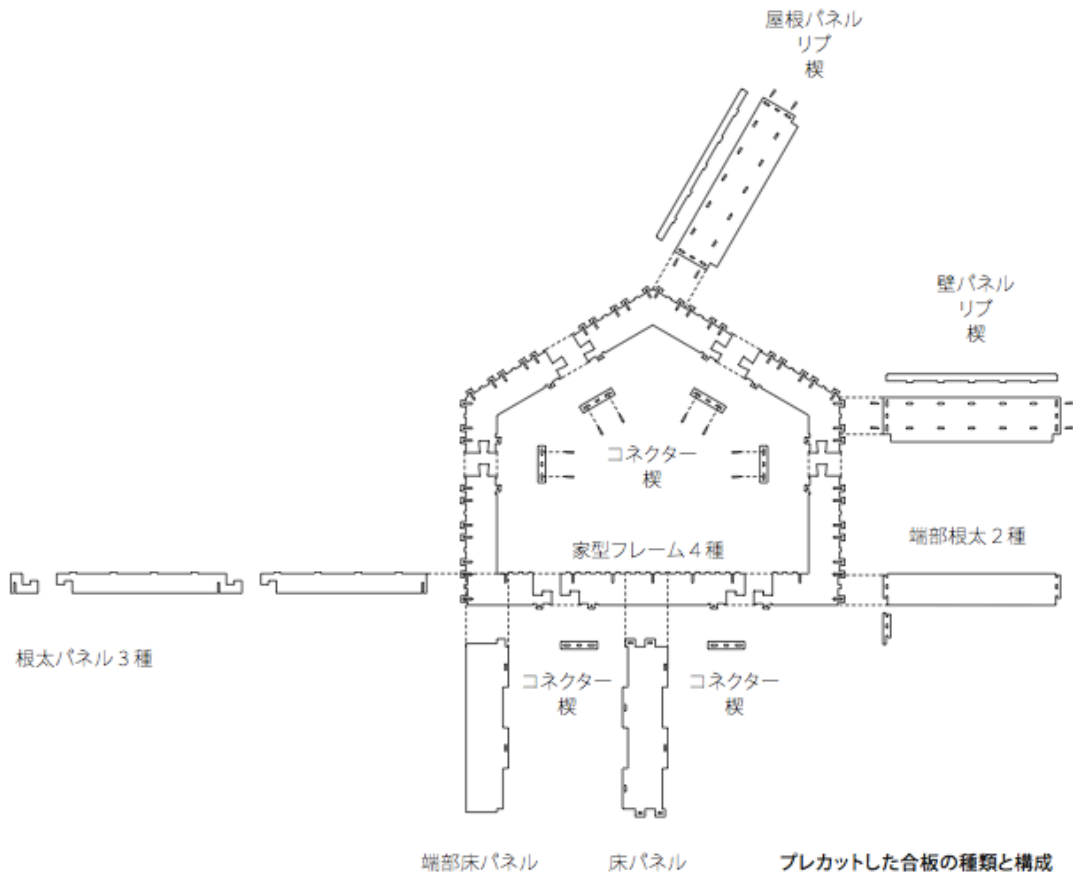 屋根パネル
リブ
楔
壁パネル
リブ
楔
コネクター
楔
家型フレーム4種
端部根太2種
根太パネル3種
コネクター
楔
コネクター
楔
端部床パネル
床パネル
プレカットした合板の種類と構成